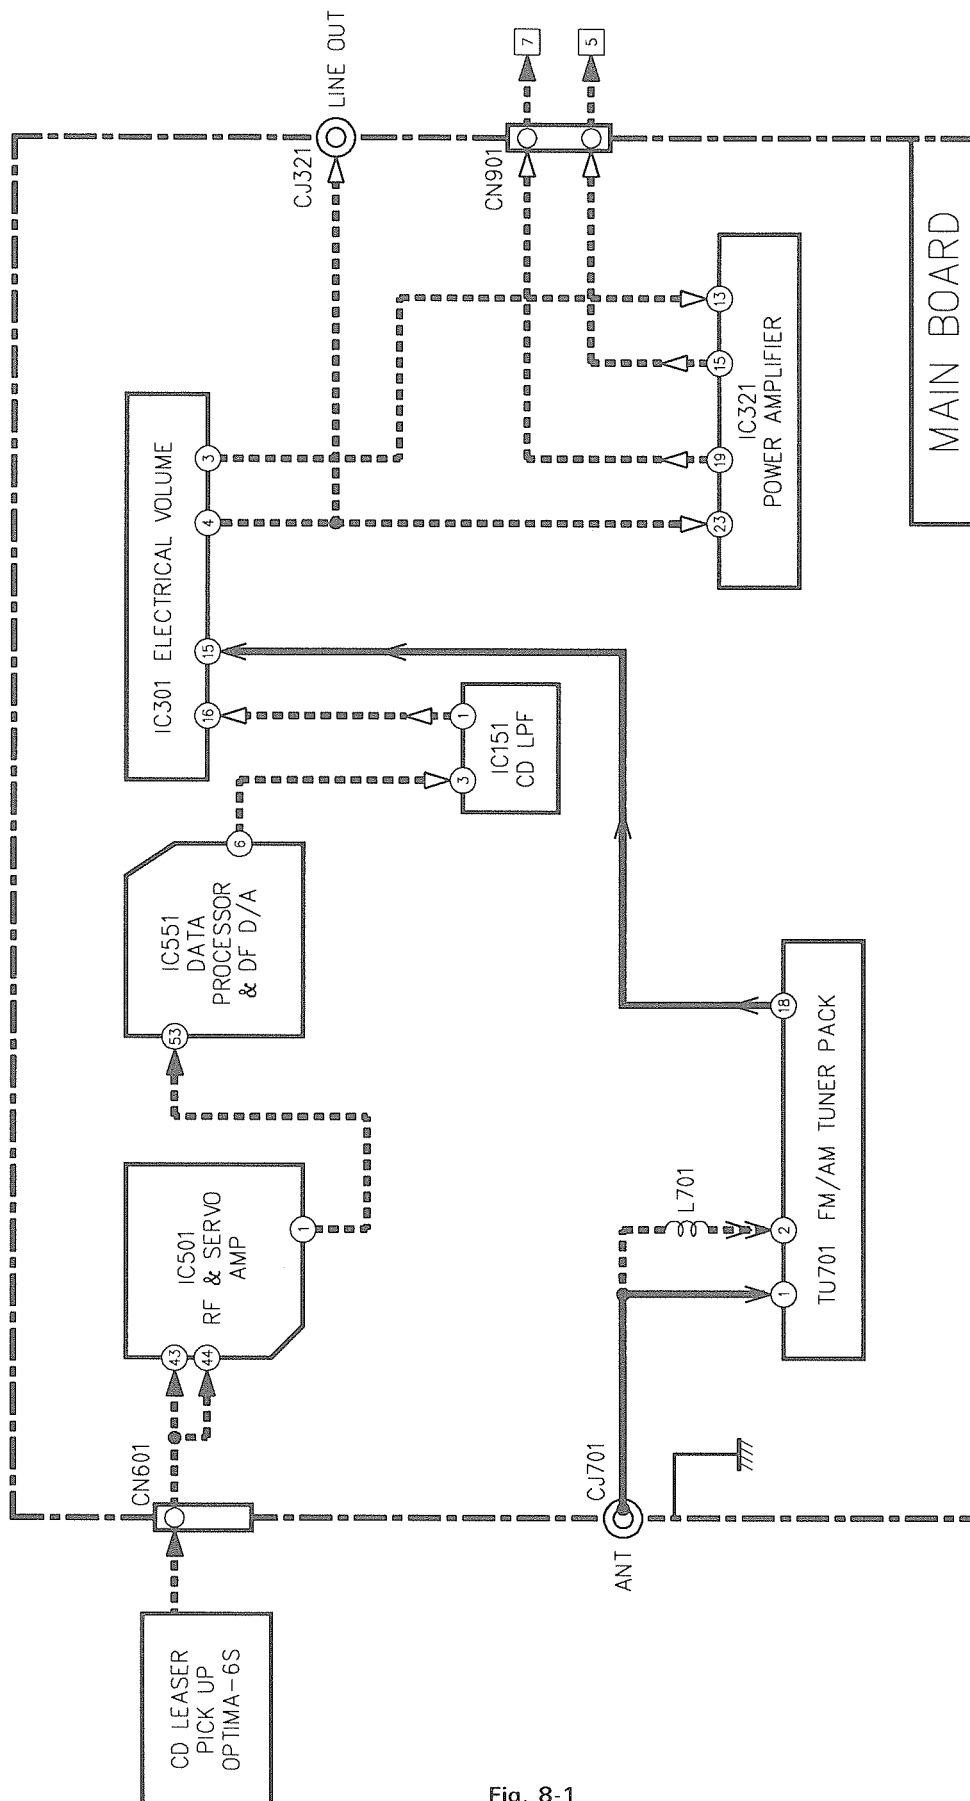 CD LEASER
PICK UP
OPTIMA-6S
CN601
43
44
IC501
RF & SERVO
AMP
1
53
IC551
DATA
PROCESSOR
& DF D/A
6
3
1
IC151
CD LPF
16
15
4
3
IC301 ELECTRICAL VOLUME
CJ321
LINE OUT
CN901
7
5
23
19
15
13
IC321
POWER AMPLIFIER
ANT
CJ701
L701
1
2
18
TU701 FM/AM TUNER PACK
MAIN BOARD
Fig. 8-1